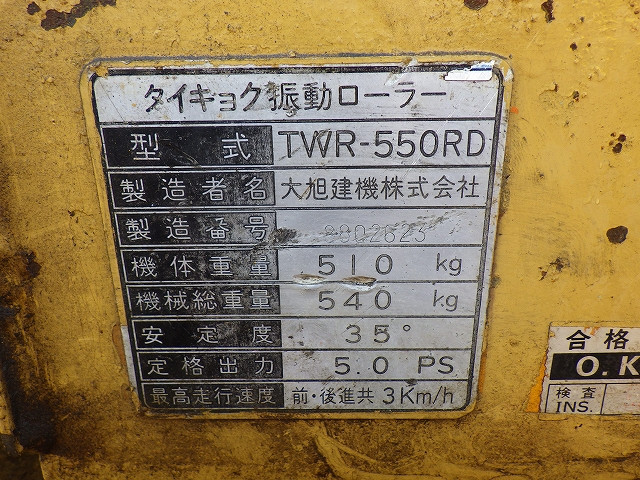 タイキョク振動ローラー
型式 TWR-550RD
製造者名 大旭建機株式会社
製造番号
機体重量 510 kg
機械総重量 540 kg
安定度 35°
定格出力 5.0 PS
最高走行速度 前・後進共 3Km/h
合格
O.K
検査
INS.